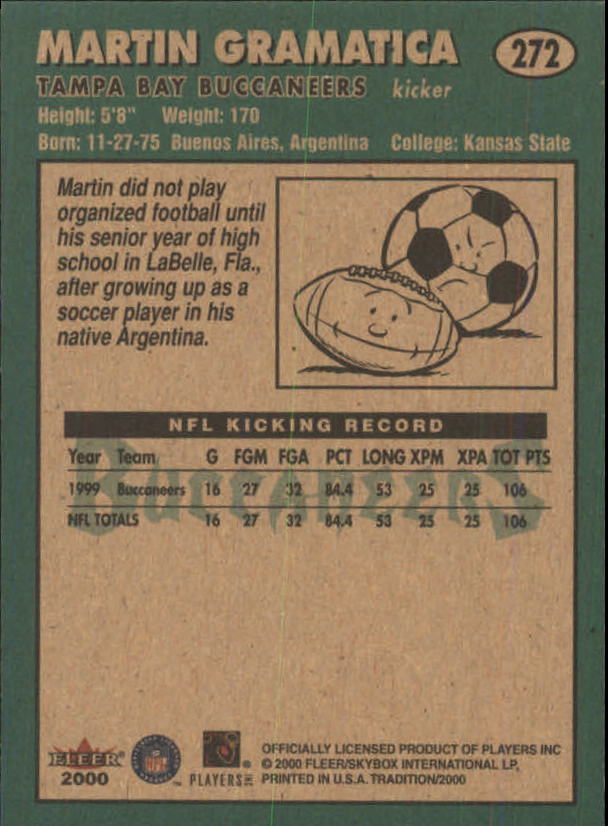 MARTIN GRAMATICA 272
TAMPA BAY BUCCANEERS kicker
Height: 5'8" Weight: 170
Born: 11-27-75 Buenos Aires, Argentina College: Kansas State
Martin did not play
organized football until
his senior year of high
school in LaBelle, Fla.,
after growing up as a
soccer player in his
native Argentina.
NFL KICKING RECORD
Year Team G FGM FGA PCT LONG XPM XPA TOT PTS
1999 Buccaneers 16 27 32 84.4 53 25 25 106
NFL TOTALS 16 27 32 84.4 53 25 25 106
BUCCANEERS
FLEER
2000
NFL
PLAYERS INC
OFFICIALLY LICENSED PRODUCT OF PLAYERS INC
© 2000 FLEER/SKYBOX INTERNATIONAL LP,
PRINTED IN U.S.A. TRADITION/2000